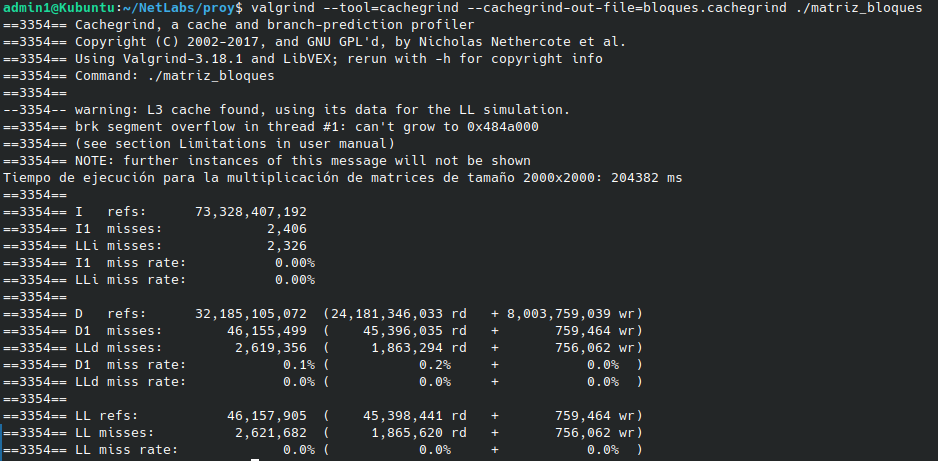 admin1@Kubuntu:~/NetLabs/proy$ valgrind --tool=cachegrind --cachegrind-out-file=bloques.cachegrind ./matriz_bloques
==3354== Cachegrind, a cache and branch-prediction profiler
==3354== Copyright (C) 2002-2017, and GNU GPL'd, by Nicholas Nethercote et al.
==3354== Using Valgrind-3.18.1 and LibVEX; rerun with -h for copyright info
==3354== Command: ./matriz_bloques
==3354==
--3354-- warning: L3 cache found, using its data for the LL simulation.
==3354== brk segment overflow in thread #1: can't grow to 0x484a000
==3354== (see section Limitations in user manual)
==3354== NOTE: further instances of this message will not be shown
Tiempo de ejecución para la multiplicación de matrices de tamaño 2000x2000: 204382 ms
==3354==
==3354== I   refs:      73,328,407,192
==3354== I1  misses:             2,406
==3354== LLi misses:             2,326
==3354== I1  miss rate:           0.00%
==3354== LLi miss rate:           0.00%
==3354==
==3354== D   refs:      32,185,105,072  (24,181,346,033 rd   + 8,003,759,039 wr)
==3354== D1  misses:        46,155,499  (    45,396,035 rd   +       759,464 wr)
==3354== LLd misses:         2,619,356  (     1,863,294 rd   +       756,062 wr)
==3354== D1  miss rate:            0.1% (           0.2%     +           0.0%  )
==3354== LLd miss rate:            0.0% (           0.0%     +           0.0%  )
==3354==
==3354== LL refs:           46,157,905  (    45,398,441 rd   +       759,464 wr)
==3354== LL misses:          2,621,682  (     1,865,620 rd   +       756,062 wr)
==3354== LL miss rate:             0.0% (           0.0%     +           0.0%  )